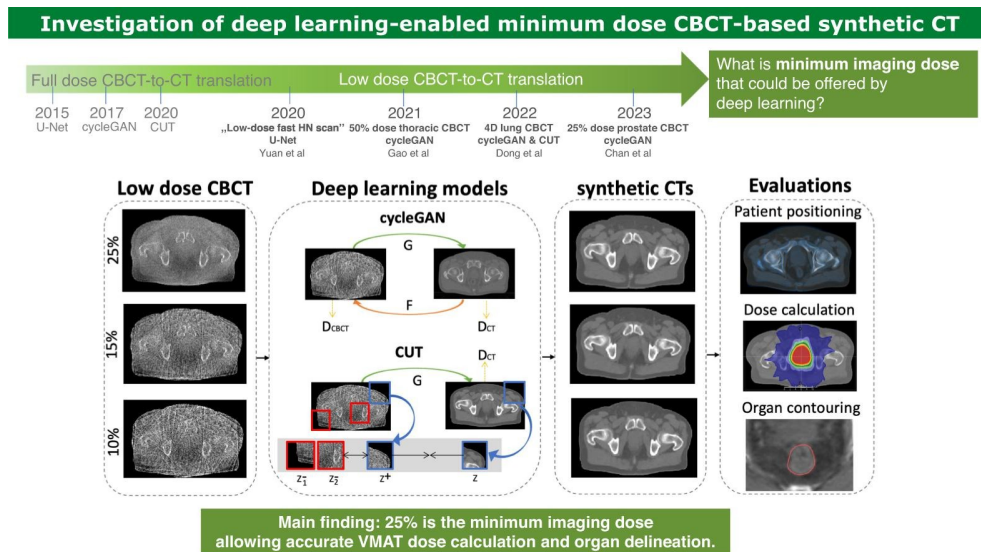 Investigation of deep learning-enabled minimum dose CBCT-based synthetic CT
Full dose CBCT-to-CT translation
Low dose CBCT-to-CT translation
What is minimum imaging dose
that could be offered by
deep learning?
2015
U-Net
2017
cycleGAN
2020
CUT
2020
„Low-dose fast HN scan”
U-Net
Yuan et al
2021
50% dose thoracic CBCT
cycleGAN
Gao et al
2022
4D lung CBCT
cycleGAN & CUT
Dong et al
2023
25% dose prostate CBCT
cycleGAN
Chan et al
Low dose CBCT
25%
15%
10%
Deep learning models
cycleGAN
G
F
DCBCT
DCT
CUT
DCT
G
z1-
z2-
z+
z
synthetic CTs
Evaluations
Patient positioning
Dose calculation
Organ contouring
Main finding: 25% is the minimum imaging dose
allowing accurate VMAT dose calculation and organ delineation.